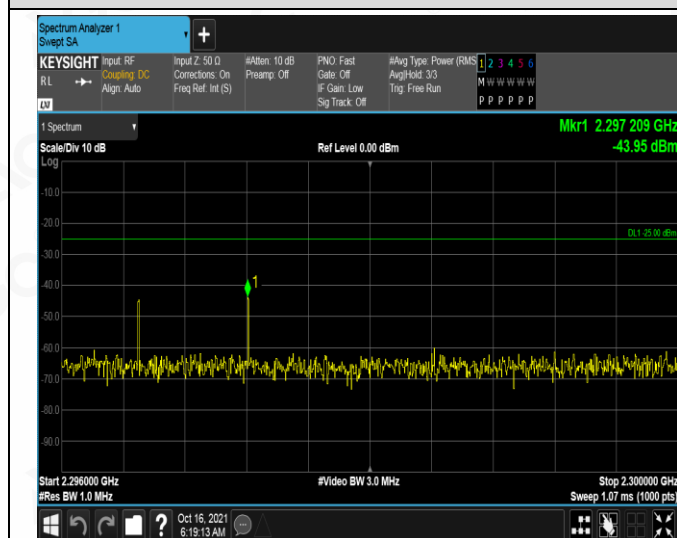 Spectrum Analyzer 1
Swept SA
+
KEYSIGHT Input: RF Input Z: 50 Ω #Atten: 10 dB PNO: Fast #Avg Type: Power (RMS 1 2 3 4 5 6
RL Coupling: DC Corrections: On Preamp: Off Gate: Off Avg|Hold: 3/3 M W W W W W
Align: Auto Freq Ref: Int (S) IF Gain: Low Trig: Free Run P P P P P P
Sig Track: Off
LXI
1 Spectrum
Mkr1 2.297 209 GHz
Scale/Div 10 dB Ref Level 0.00 dBm -43.95 dBm
Log
-10.0
-20.0
DL1 -25.00 dBm
-30.0
-40.0
1
-50.0
-60.0
-70.0
-80.0
-90.0
Start 2.296000 GHz #Video BW 3.0 MHz Stop 2.300000 GHz
#Res BW 1.0 MHz Sweep 1.07 ms (1000 pts)
? Oct 16, 2021
6:19:13 AM